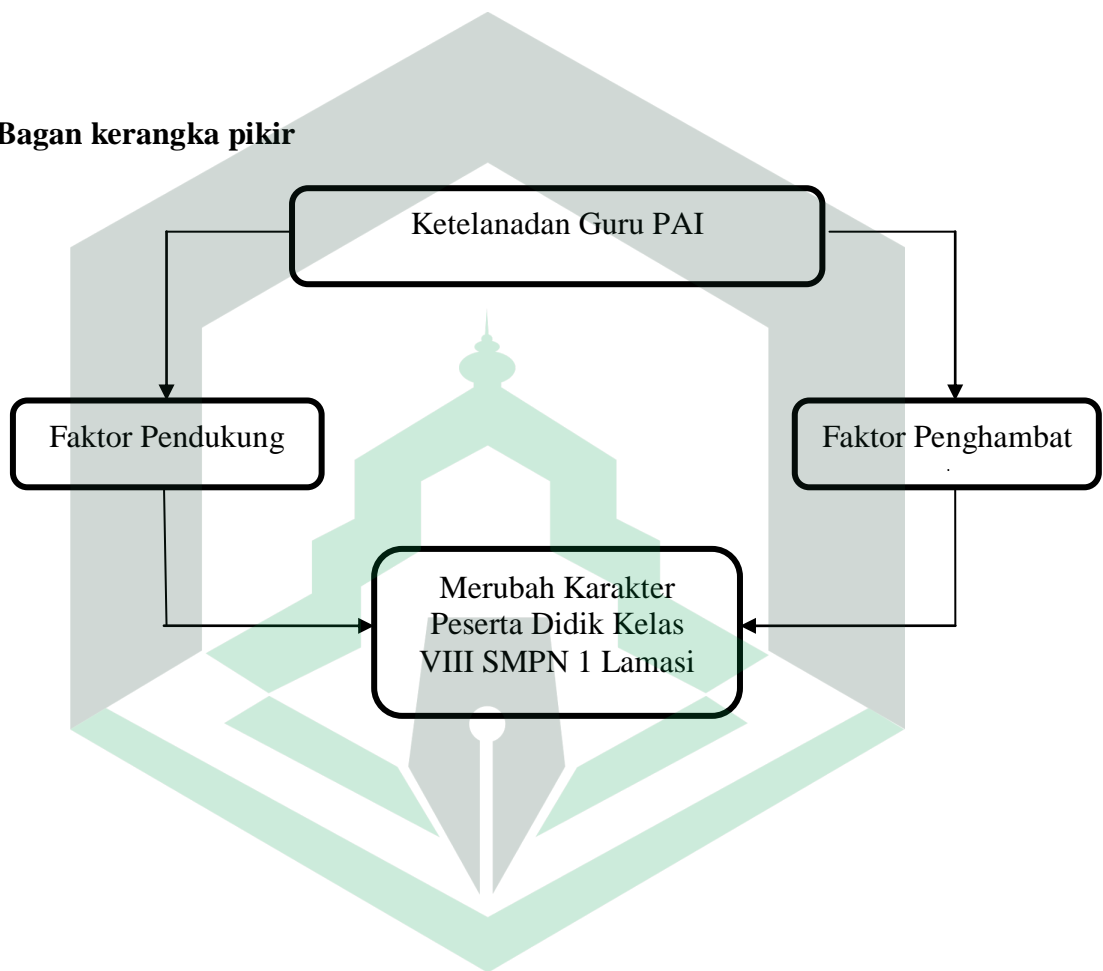 Bagan kerangka pikir
Ketelanadan Guru PAI
Faktor Pendukung
Faktor Penghambat
.
Merubah Karakter
Peserta Didik Kelas
VIII SMPN 1 Lamasi